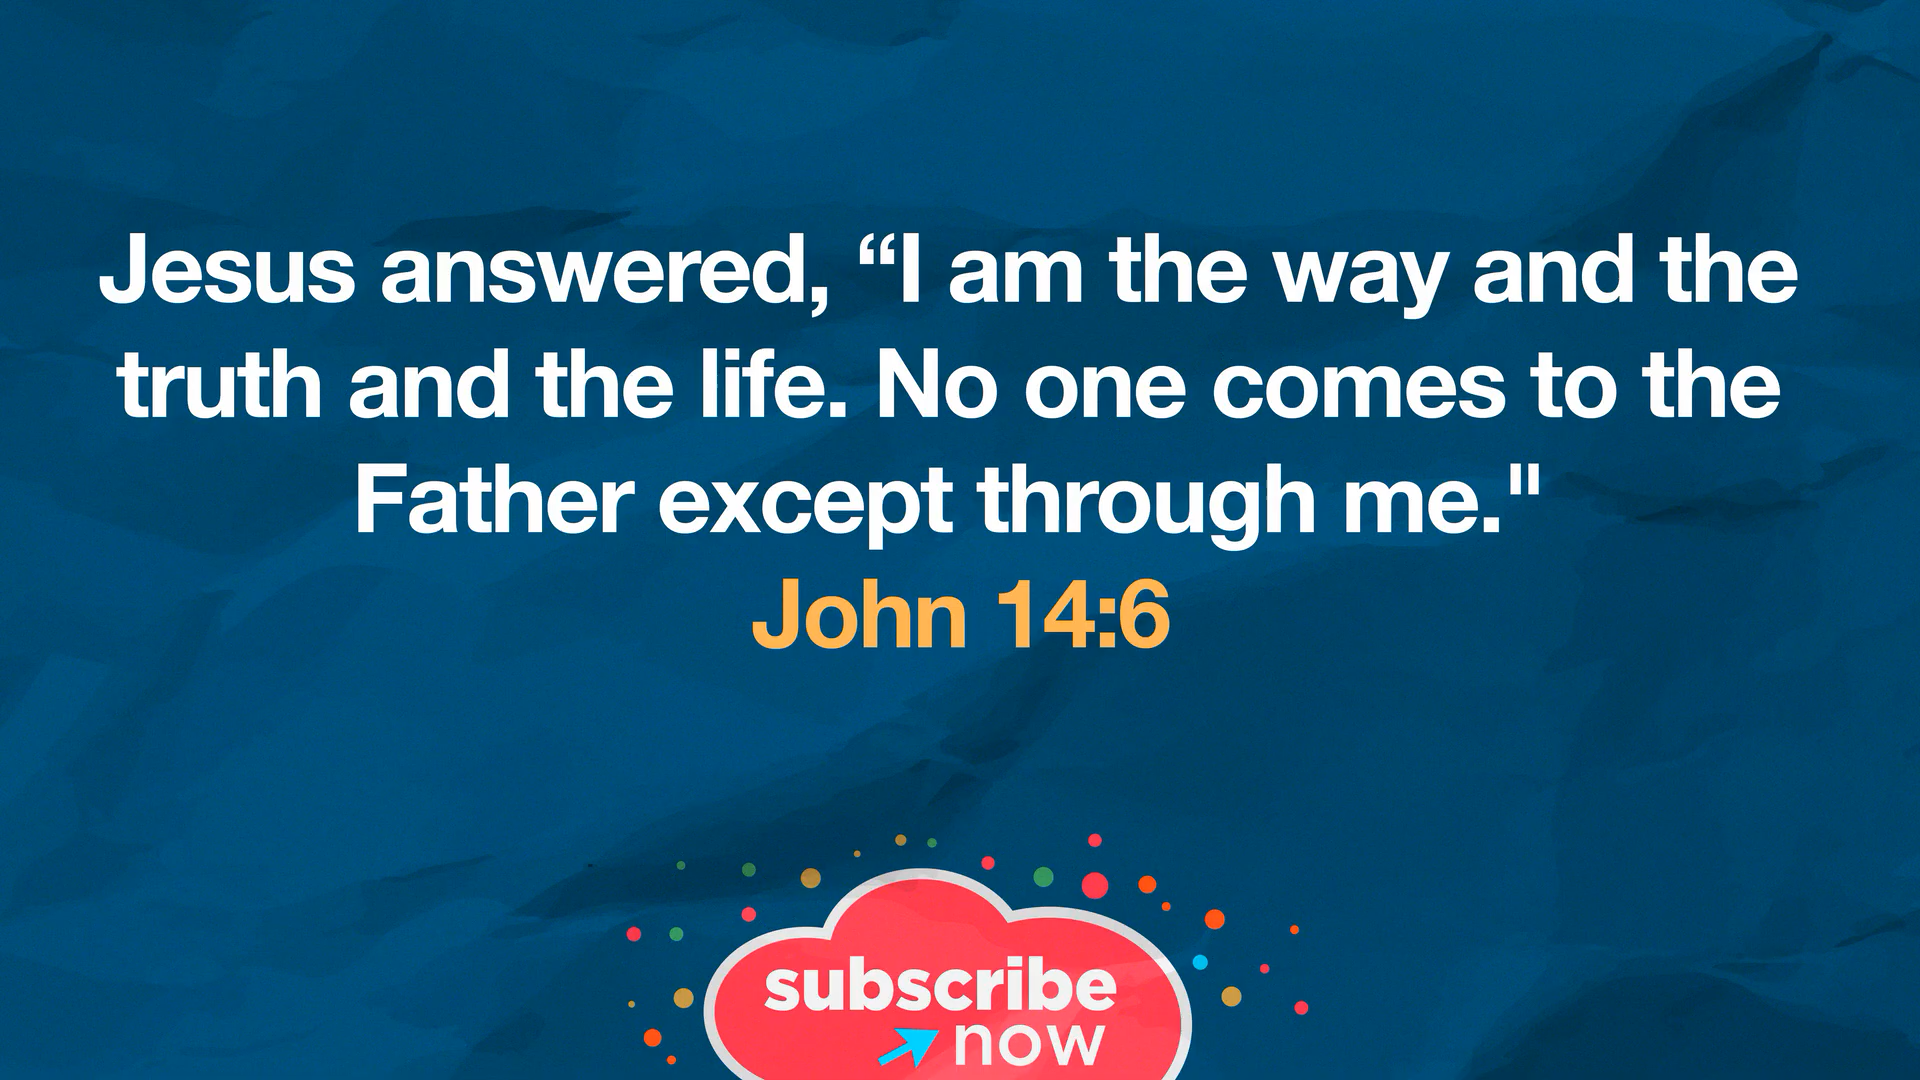 Jesus answered, “I am the way and the
truth and the life. No one comes to the
Father except through me."
John 14:6
subscribe
now